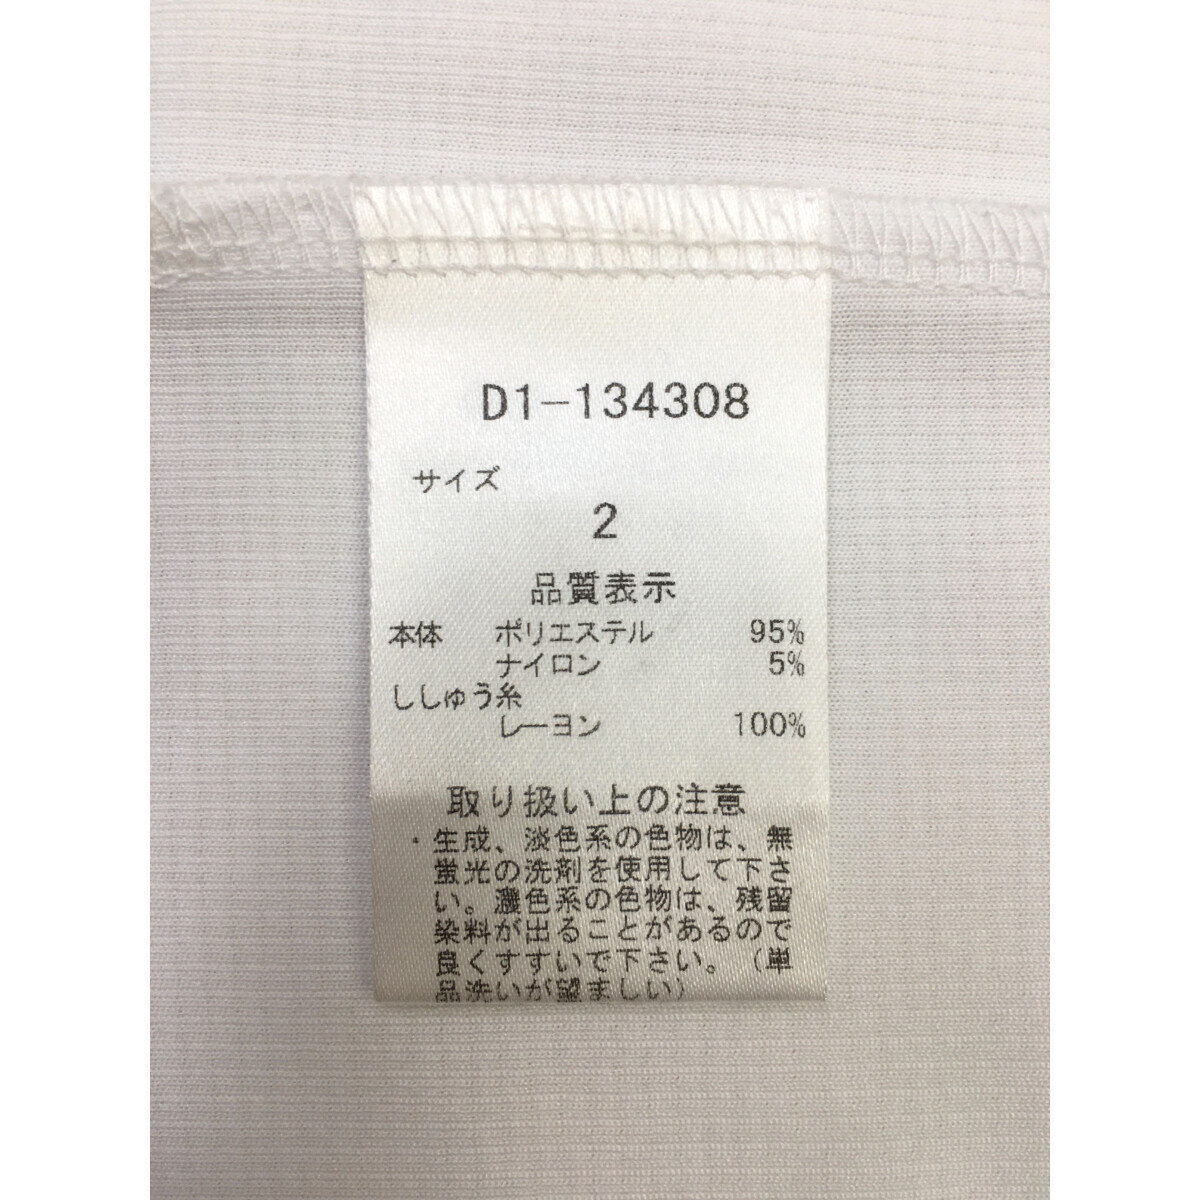 D1-134308
サイズ
2
品質表示
本体 ポリエステル 95%
ナイロン 5%
ししゅう糸
レーヨン 100%
取り扱い上の注意
・生成、淡色系の色物は、無
蛍光の洗剤を使用して下さ
い。濃色系の色物は、残留
染料が出ることがあるので
良くすすいで下さい。(単
品洗いが望ましい)